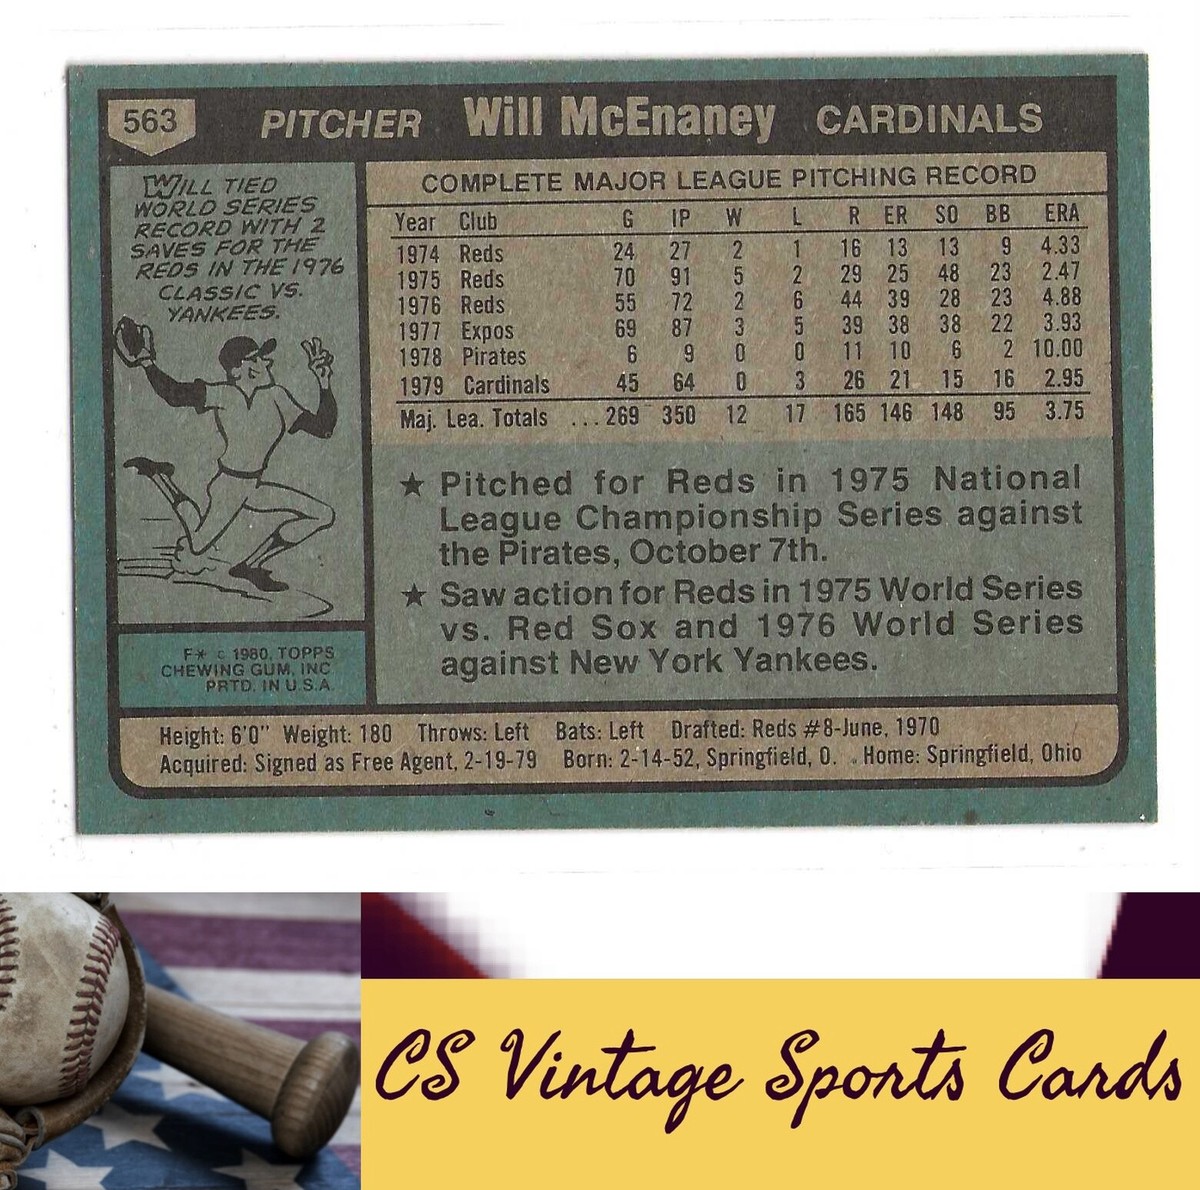 563 PITCHER Will McEnaney CARDINALS
WILL TIED
WORLD SERIES
RECORD WITH 2
SAVES FOR THE
REDS IN THE 1976
CLASSIC VS.
YANKEES.
COMPLETE MAJOR LEAGUE PITCHING RECORD
Year Club G IP W L R ER SO BB ERA
1974 Reds 24 27 2 1 16 13 13 9 4.33
1975 Reds 70 91 5 2 29 25 48 23 2.47
1976 Reds 55 72 2 6 44 39 28 23 4.88
1977 Expos 69 87 3 5 39 38 38 22 3.93
1978 Pirates 6 9 0 0 11 10 6 2 10.00
1979 Cardinals 45 64 0 3 26 21 15 16 2.95
Maj. Lea. Totals ... 269 350 12 17 165 146 148 95 3.75
★ Pitched for Reds in 1975 National
League Championship Series against
the Pirates, October 7th.
★ Saw action for Reds in 1975 World Series
vs. Red Sox and 1976 World Series
against New York Yankees.
F* © 1980, TOPPS
CHEWING GUM, INC
PRTD. IN U.S.A.
Height: 6'0" Weight: 180 Throws: Left Bats: Left Drafted: Reds #8-June, 1970
Acquired: Signed as Free Agent, 2-19-79 Born: 2-14-52, Springfield, O. Home: Springfield, Ohio
CS Vintage Sports Cards